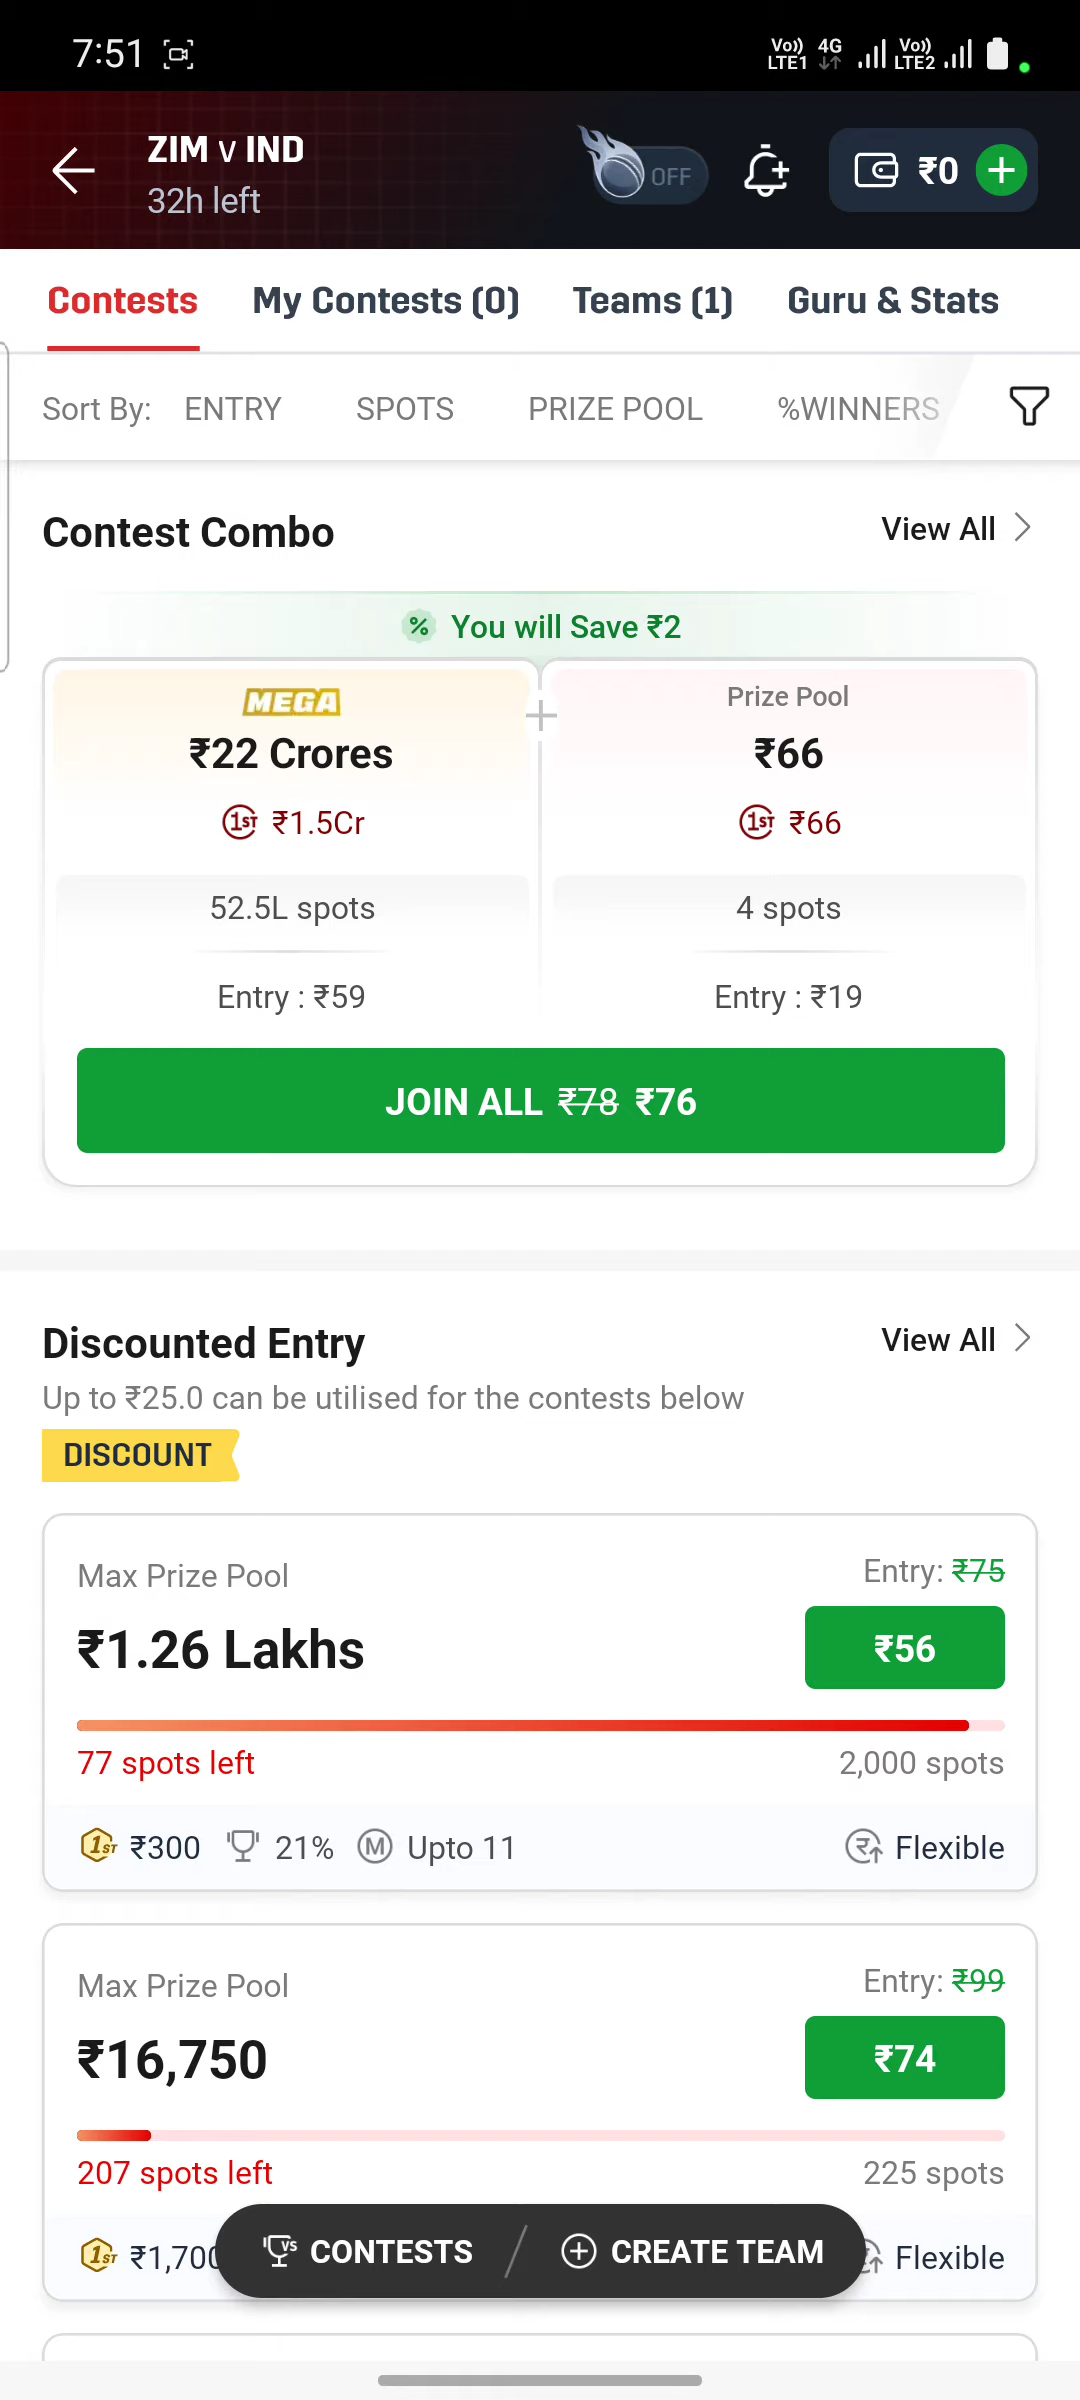 7:51
Vo)) LTE1 4G Vo)) LTE2
ZIM v IND
32h left
OFF
₹0
Contests My Contests (0) Teams (1) Guru & Stats
Sort By: ENTRY SPOTS PRIZE POOL %WINNERS
Contest Combo View All
% You will Save ₹2
MEGA
₹22 Crores
1ST ₹1.5Cr
52.5L spots
Entry : ₹59
Prize Pool
₹66
1ST ₹66
4 spots
Entry : ₹19
JOIN ALL ₹78 ₹76
Discounted Entry View All
Up to ₹25.0 can be utilised for the contests below
DISCOUNT
Max Prize Pool Entry: ₹75
₹1.26 Lakhs ₹56
77 spots left 2,000 spots
1ST ₹300 21% M Upto 11 Flexible
Max Prize Pool Entry: ₹99
₹16,750 ₹74
207 spots left 225 spots
1ST ₹1,700 Flexible
VS CONTESTS CREATE TEAM